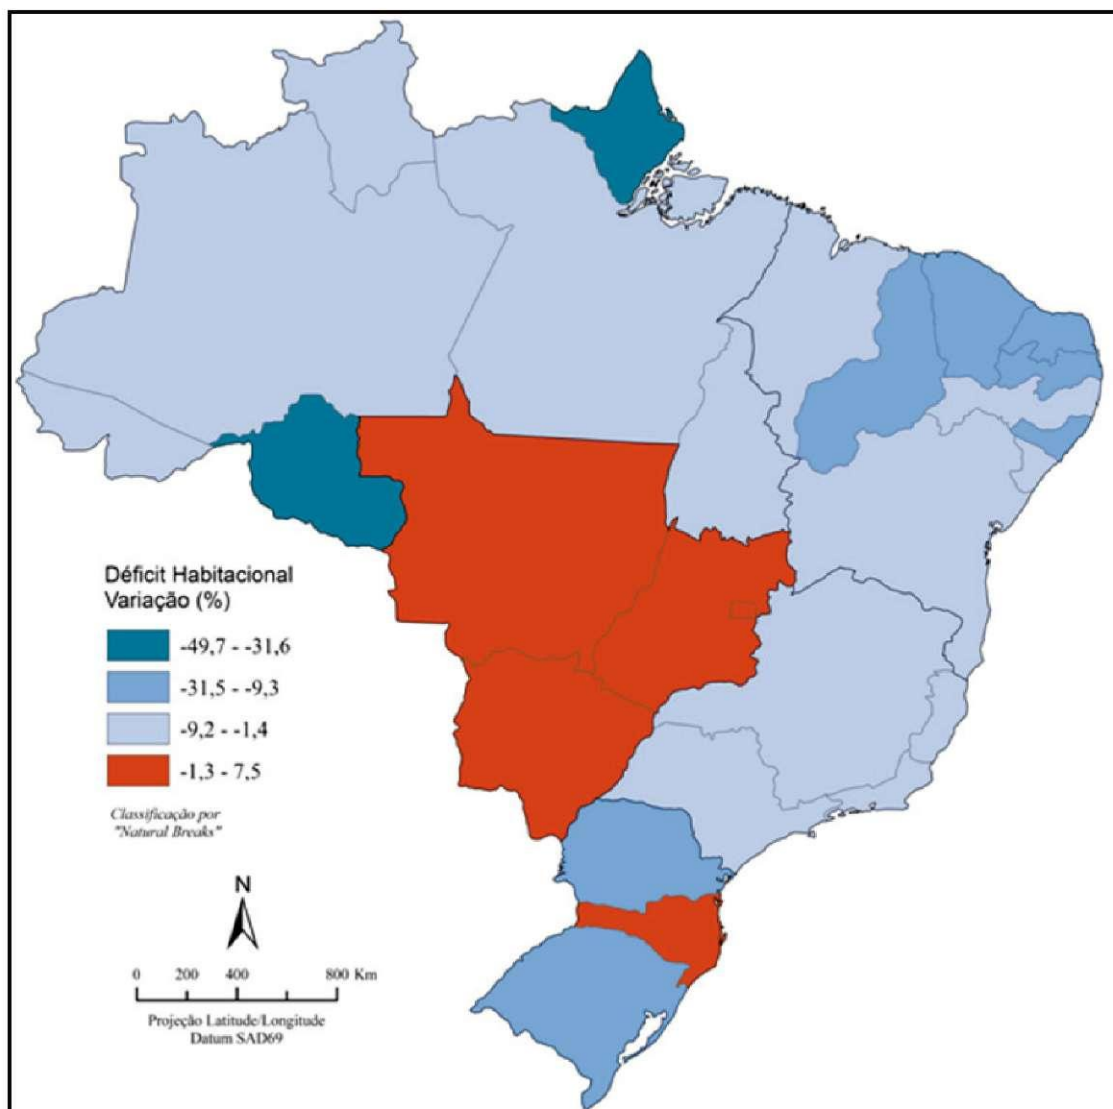 Déficit Habitacional
Variação (%)
-49,7 - -31,6
-31,5 - -9,3
-9,2 - -1,4
-1,3 - 7,5
Classificação por
"Natural Breaks"
N
0 200 400 800 Km
Projeção Latitude/Longitude
Datum SAD69